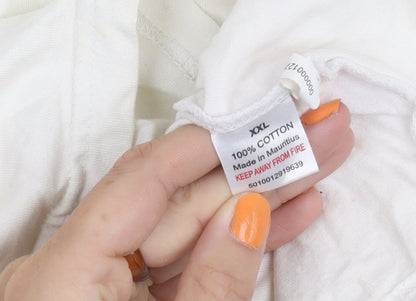 XXL
100% COTTON
Made in Mauritius
KEEP AWAY FROM FIRE
5010012919639